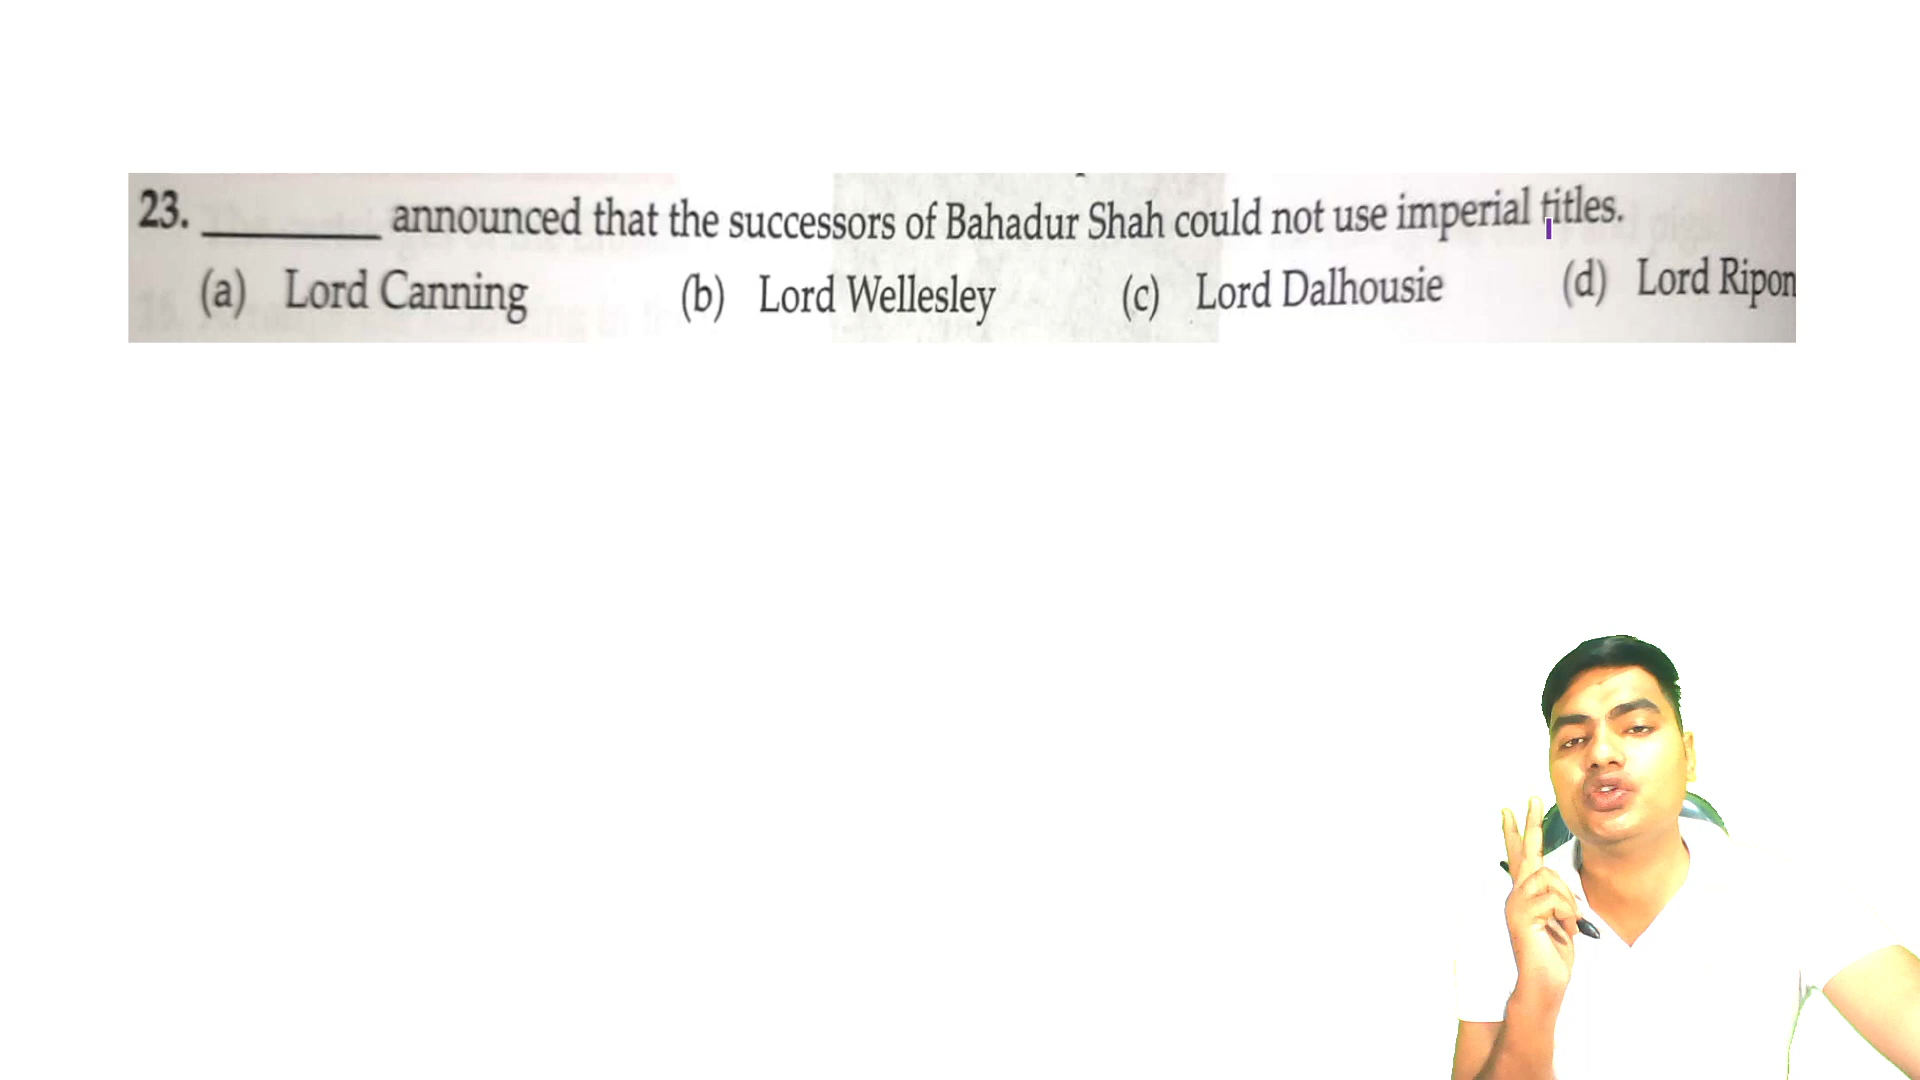 23. ________ announced that the successors of Bahadur Shah could not use imperial titles.
(a) Lord Canning (b) Lord Wellesley (c) Lord Dalhousie (d) Lord Ripon